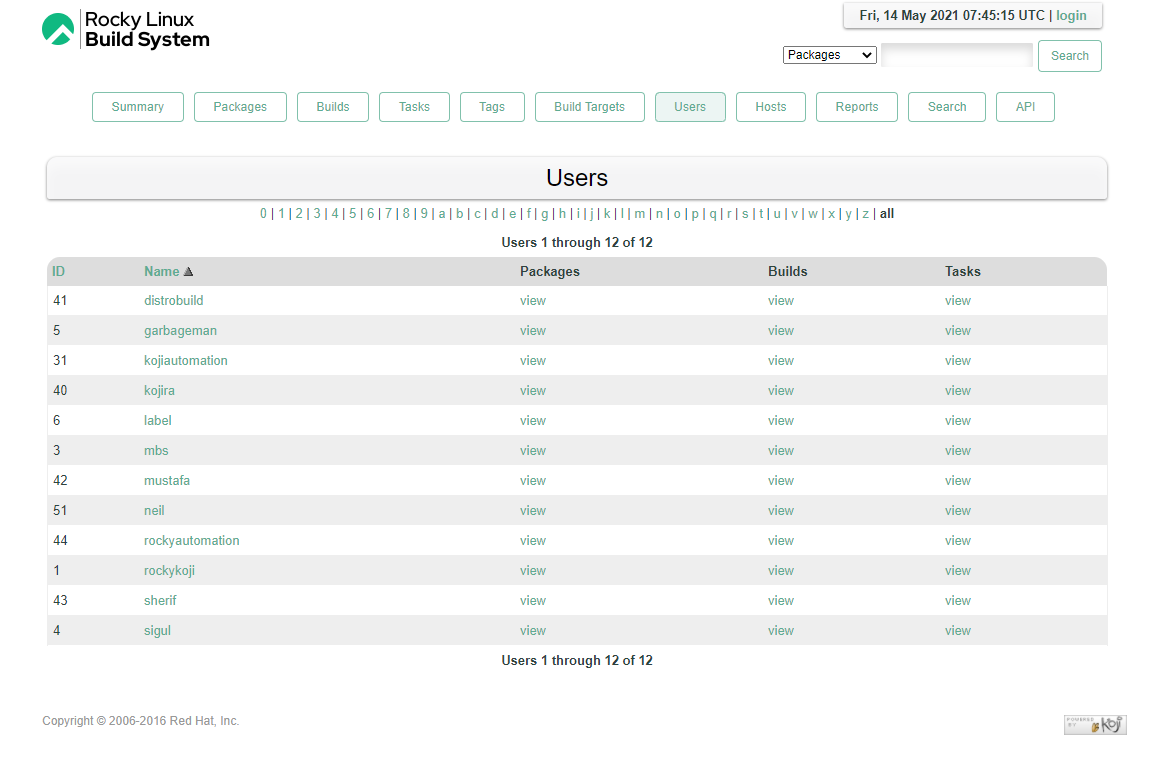 Rocky Linux
Build System
Fri, 14 May 2021 07:45:15 UTC | login
Packages Search
Summary Packages Builds Tasks Tags Build Targets Users Hosts Reports Search API
Users
0 | 1 | 2 | 3 | 4 | 5 | 6 | 7 | 8 | 9 | a | b | c | d | e | f | g | h | i | j | k | l | m | n | o | p | q | r | s | t | u | v | w | x | y | z | all
Users 1 through 12 of 12
ID Name Packages Builds Tasks
41 distrobuild view view view
5 garbageman view view view
31 kojiautomation view view view
40 kojira view view view
6 label view view view
3 mbs view view view
42 mustafa view view view
51 neil view view view
44 rockyautomation view view view
1 rockykoji view view view
43 sherif view view view
4 sigul view view view
Users 1 through 12 of 12
Copyright © 2006-2016 Red Hat, Inc.
POWERED
BY Koji